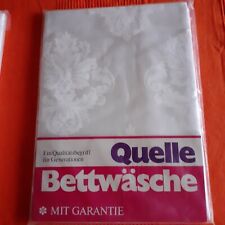 Ein Qualitätsbegriff
für Generationen
Quelle
Bettwäsche
✻ MIT GARANTIE